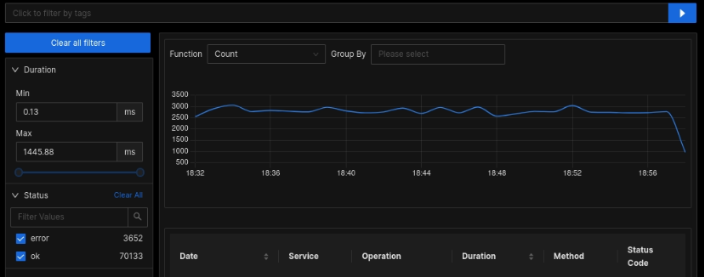 Click to filter by tags
Clear all filters
Duration
Min
0.13 ms
Max
1445.88 ms
Status Clear All
Filter Values
error 3652
ok 70133
Function Count Group By Please select
3500
3000
2500
2000
1500
1000
500
18:32 18:36 18:40 18:44 18:48 18:52 18:56
Date Service Operation Duration Method Status Code